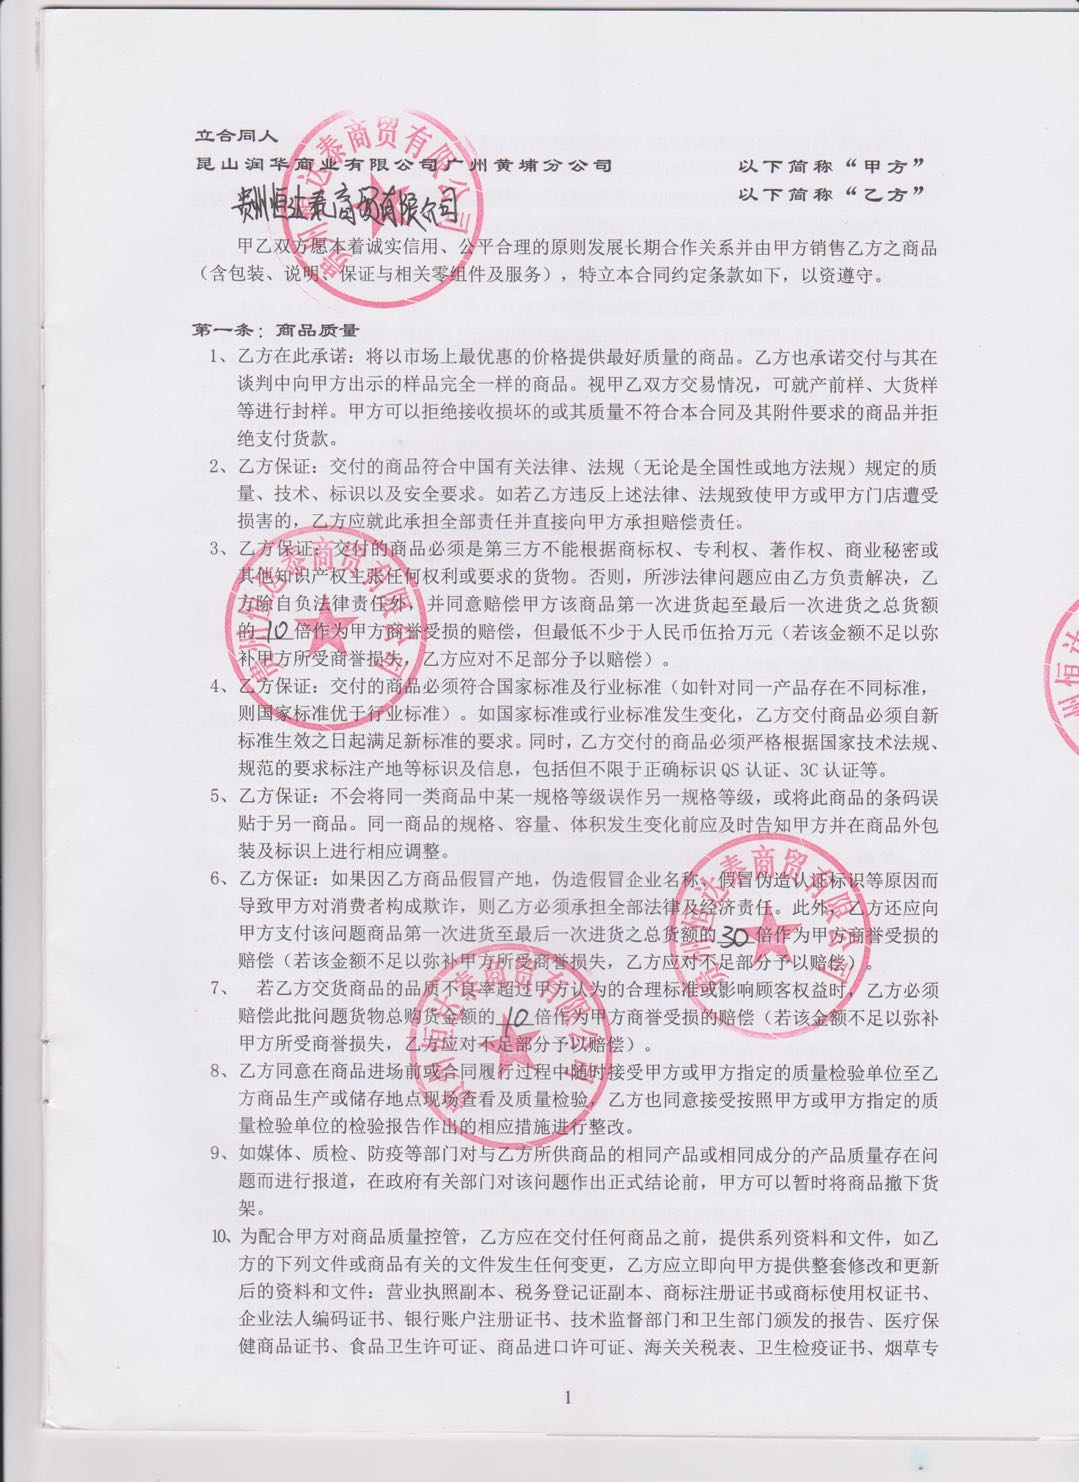 立合同人
昆山润华商业有限公司广州黄埔分公司 以下简称“甲方”
贵州恒达泰商贸有限公司 以下简称“乙方”
甲乙双方愿本着诚实信用、公平合理的原则发展长期合作关系并由甲方销售乙方之商品
（含包装、说明、保证与相关零组件及服务），特立本合同约定条款如下，以资遵守。
第一条：商品质量
1、乙方在此承诺：将以市场上最优惠的价格提供最好质量的商品。乙方也承诺交付与其在
谈判中向甲方出示的样品完全一样的商品。视甲乙双方交易情况，可就产前样、大货样
等进行封样。甲方可以拒绝接收损坏的或其质量不符合本合同及其附件要求的商品并拒
绝支付货款。
2、乙方保证：交付的商品符合中国有关法律、法规（无论是全国性或地方法规）规定的质
量、技术、标识以及安全要求。如若乙方违反上述法律、法规致使甲方或甲方门店遭受
损害的，乙方应就此承担全部责任并直接向甲方承担赔偿责任。
3、乙方保证：交付的商品必须是第三方不能根据商标权、专利权、著作权、商业秘密或
其他知识产权主张任何权利或要求的货物。否则，所涉法律问题应由乙方负责解决，乙
方除自负法律责任外，并同意赔偿甲方该商品第一次进货起至最后一次进货之总货额
的 10 倍作为甲方商誉受损的赔偿，但最低不少于人民币伍拾万元（若该金额不足以弥
补甲方所受商誉损失，乙方应对不足部分予以赔偿）。
4、乙方保证：交付的商品必须符合国家标准及行业标准（如针对同一产品存在不同标准，
则国家标准优于行业标准）。如国家标准或行业标准发生变化，乙方交付商品必须自新
标准生效之日起满足新标准的要求。同时，乙方交付的商品必须严格根据国家技术法规、
规范的要求标注产地等标识及信息，包括但不限于正确标识 QS 认证、3C 认证等。
5、乙方保证：不会将同一类商品中某一规格等级误作另一规格等级，或将此商品的条码误
贴于另一商品。同一商品的规格、容量、体积发生变化前应及时告知甲方并在商品外包
装及标识上进行相应调整。
6、乙方保证：如果因乙方商品假冒产地，伪造假冒企业名称、假冒伪造认证标识等原因而
导致甲方对消费者构成欺诈，则乙方必须承担全部法律及经济责任。此外，乙方还应向
甲方支付该问题商品第一次进货至最后一次进货之总货额的 30 倍作为甲方商誉受损的
赔偿（若该金额不足以弥补甲方所受商誉损失，乙方应对不足部分予以赔偿）。
7、 若乙方交货商品的品质不良率超过甲方认为的合理标准或影响顾客权益时，乙方必须
赔偿此批问题货物总购货金额的 10 倍作为甲方商誉受损的赔偿（若该金额不足以弥补
甲方所受商誉损失，乙方应对不足部分予以赔偿）。
8、乙方同意在商品进场前或合同履行过程中随时接受甲方或甲方指定的质量检验单位至乙
方商品生产或储存地点现场查看及质量检验，乙方也同意接受按照甲方或甲方指定的质
量检验单位的检验报告作出的相应措施进行整改。
9、如媒体、质检、防疫等部门对与乙方所供商品的相同产品或相同成分的产品质量存在问
题而进行报道，在政府有关部门对该问题作出正式结论前，甲方可以暂时将商品撤下货
架。
10、为配合甲方对商品质量控管，乙方应在交付任何商品之前，提供系列资料和文件，如乙
方的下列文件或商品有关的文件发生任何变更，乙方应立即向甲方提供整套修改和更新
后的资料和文件：营业执照副本、税务登记证副本、商标注册证书或商标使用权证书、
企业法人编码证书、银行账户注册证书、技术监督部门和卫生部门颁发的报告、医疗保
健商品证书、食品卫生许可证、商品进口许可证、海关关税表、卫生检疫证书、烟草专
1
贵州恒达泰商贸有限公司
贵州恒达泰商贸有限公司
州恒达
贵州恒达泰商贸有限公司
贵州恒达泰商贸有限公司